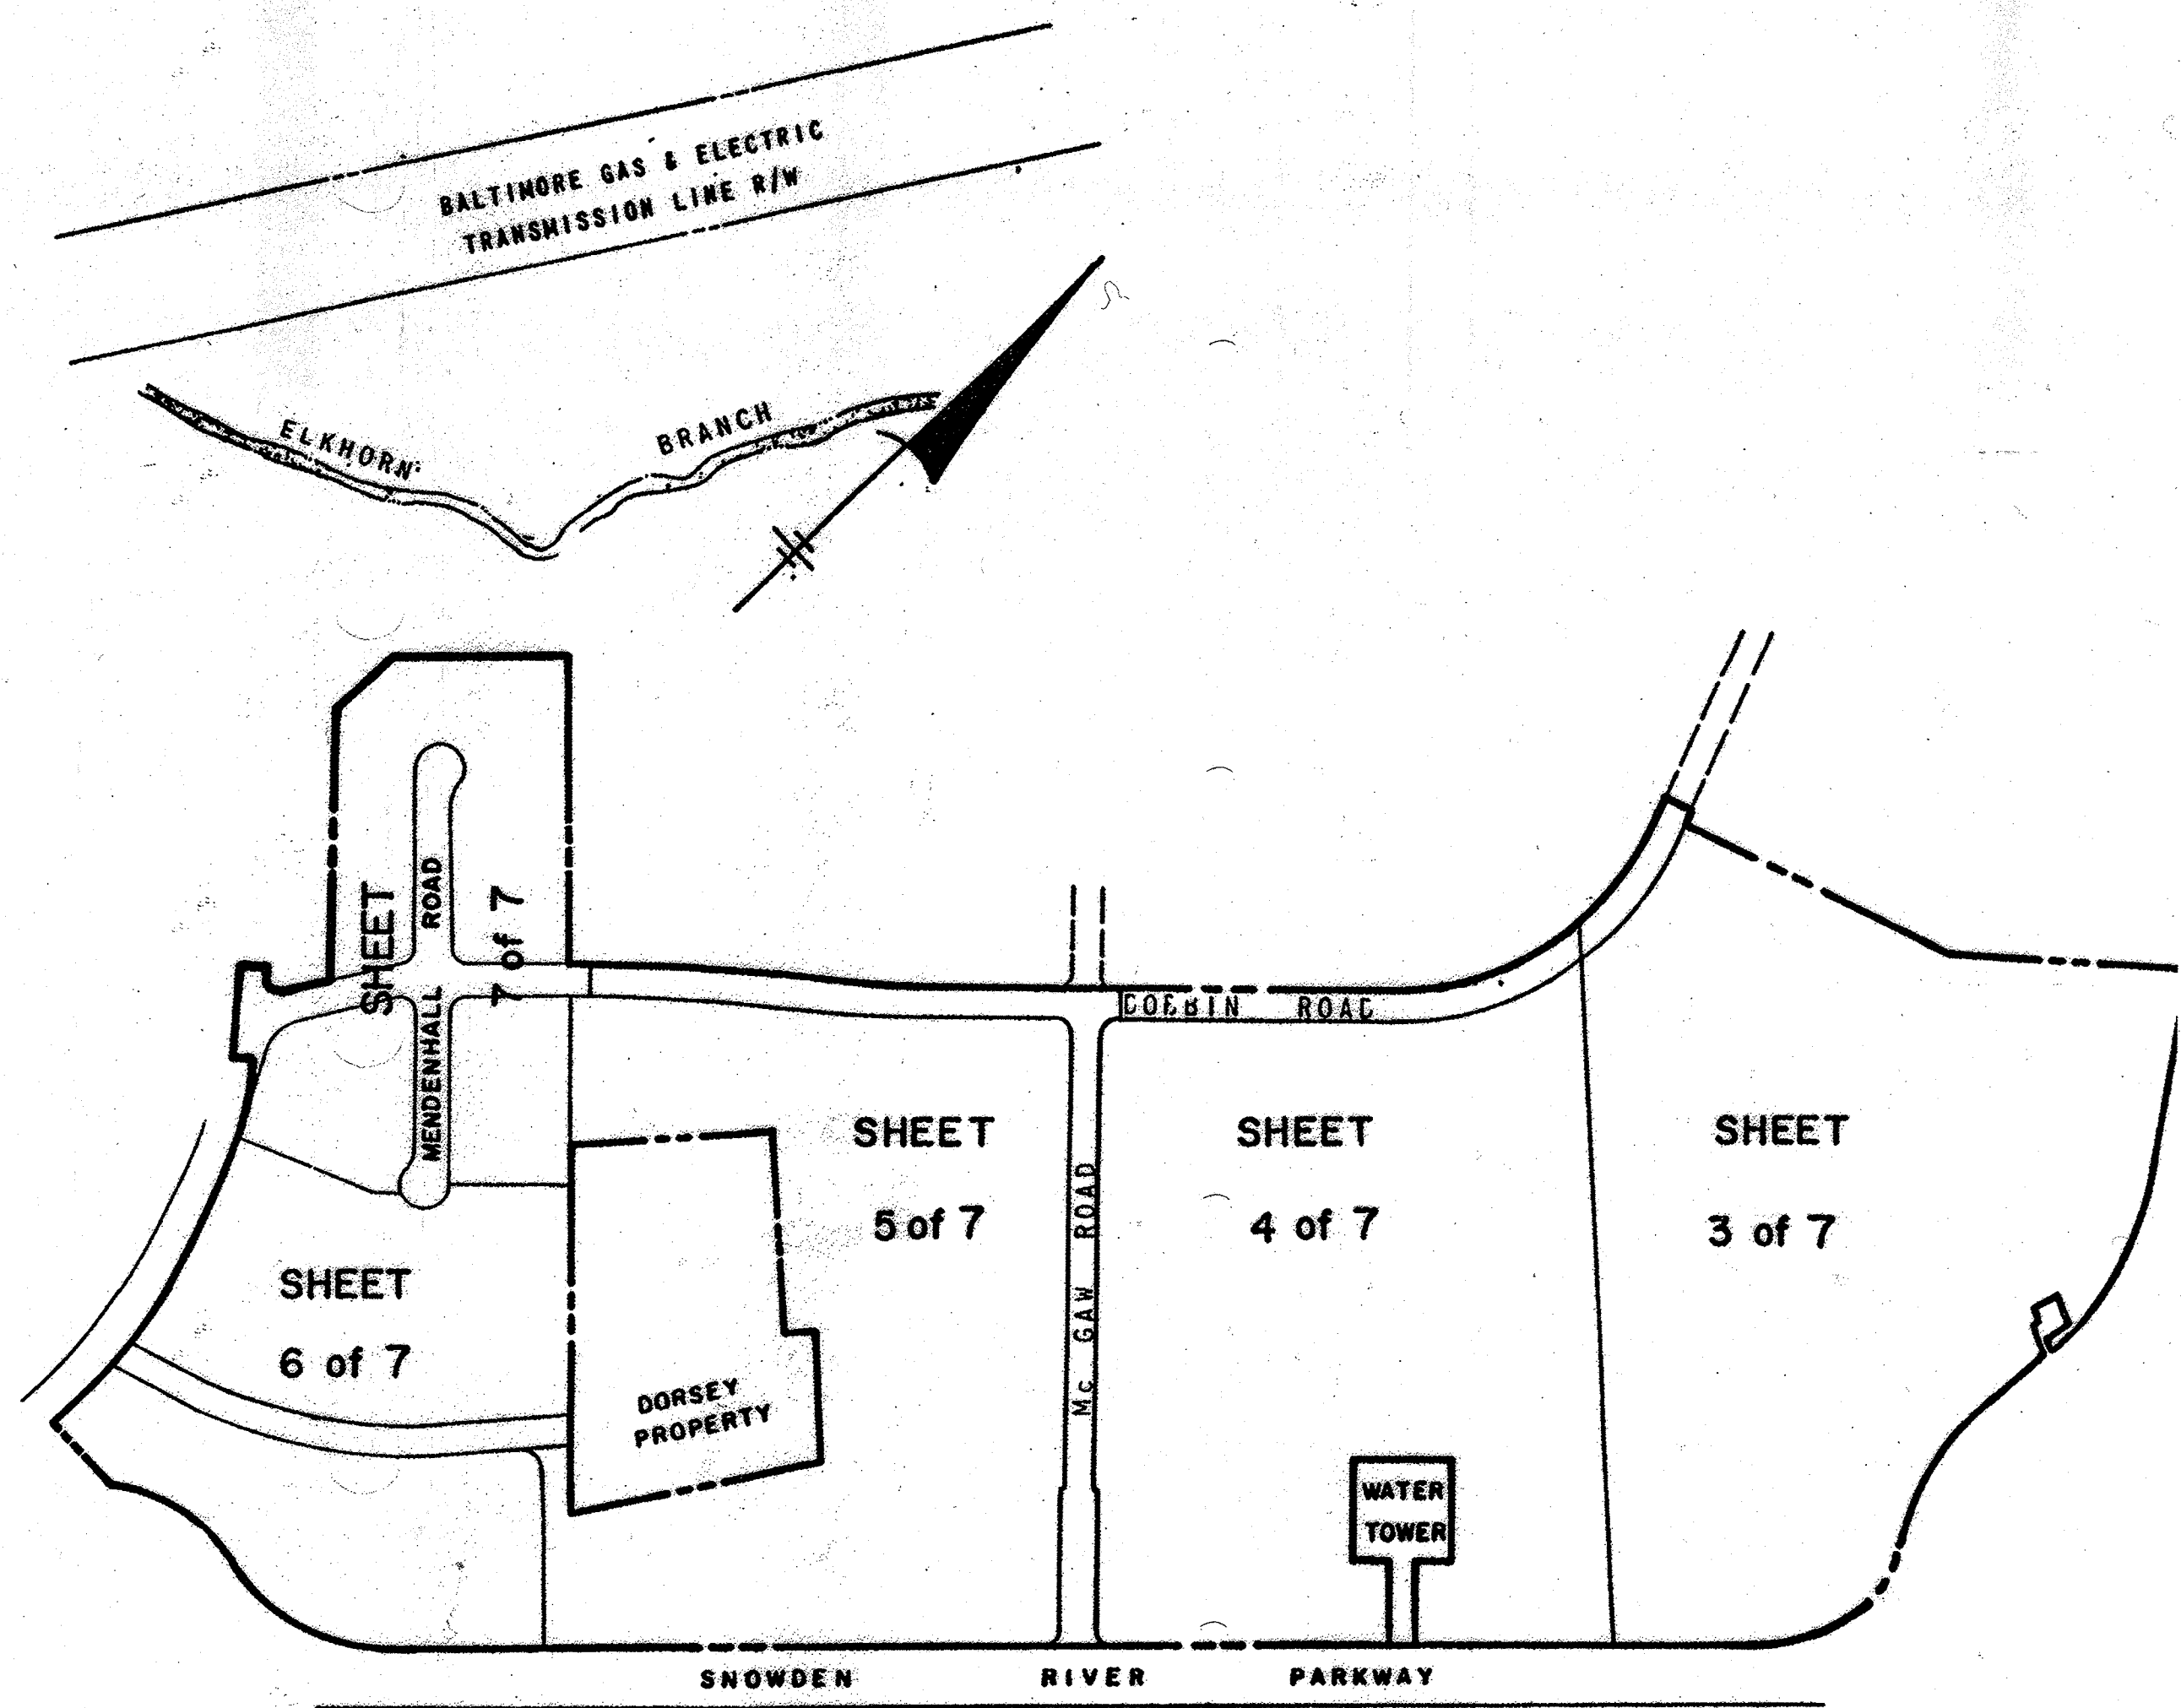 BALTIMORE GAS & ELECTRIC
TRANSMISSION LINE R/W
ELKHORN BRANCH
SHEET
7 of 7
MENDENHALL ROAD
ROAD
SHEET
5 of 7
SHEET
4 of 7
SHEET
3 of 7
SHEET
6 of 7
Mc GAW ROAD
DORSEY
PROPERTY
WATER
TOWER
SNOWDEN RIVER PARKWAY